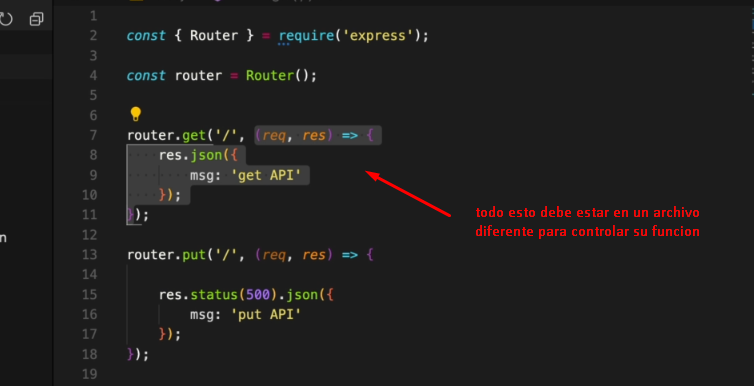 1
2 const { Router } = require('express');
3
4 const router = Router();
5
6
7 router.get('/', (req, res) => {
8 res.json({
9 msg: 'get API'
10 });
11 });
todo esto debe estar en un archivo
diferente para controlar su funcion
12
13 router.put('/', (req, res) => {
14
15 res.status(500).json({
16 msg: 'put API'
17 });
18 });
19
n